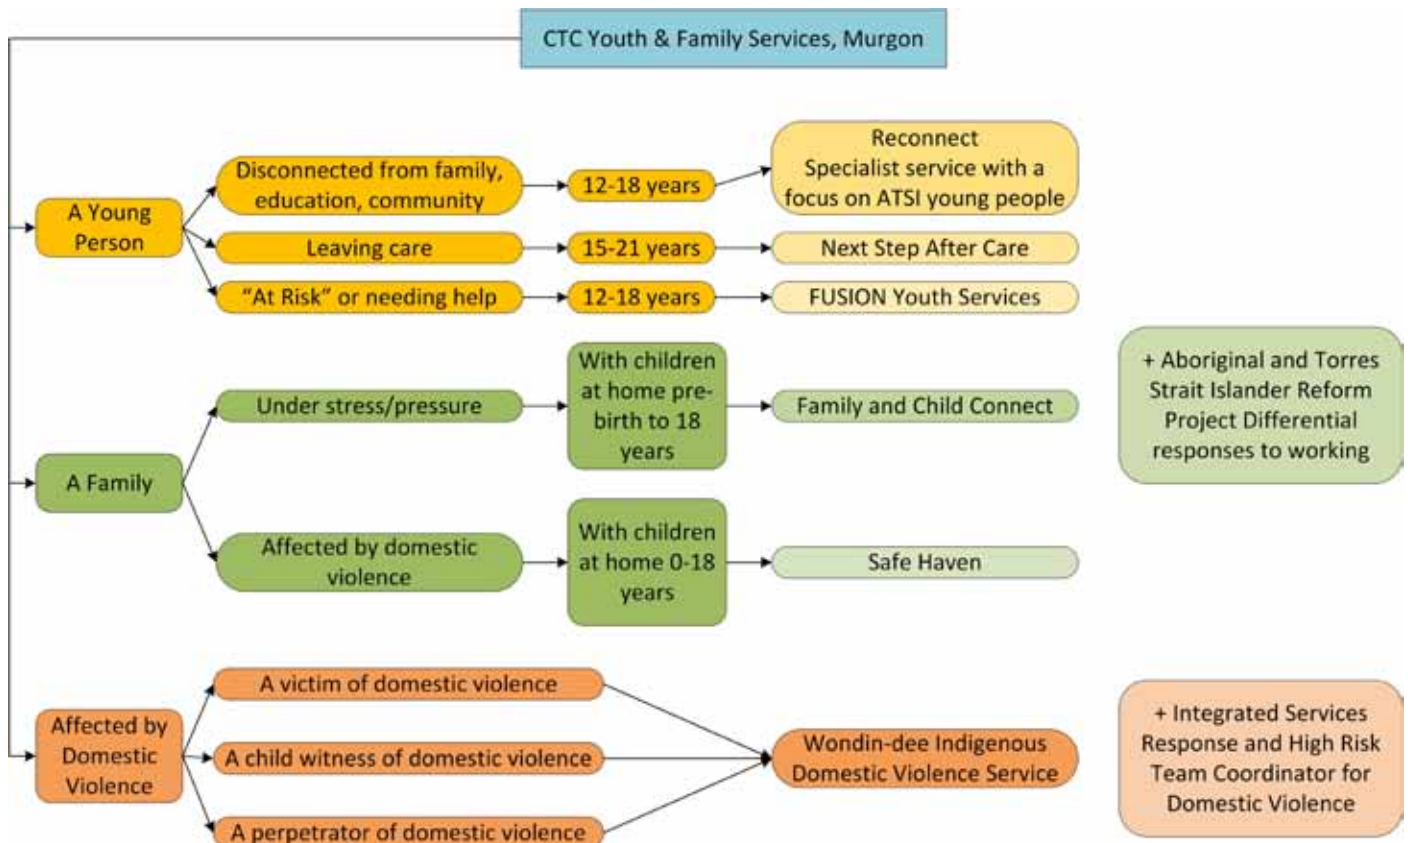 CTC Youth & Family Services, Murgon
A Young
Person
Disconnected from family,
education, community
12-18 years
Reconnect
Specialist service with a
focus on ATSI young people
Leaving care
15-21 years
Next Step After Care
“At Risk” or needing help
12-18 years
FUSION Youth Services
A Family
Under stress/pressure
With children
at home pre-
birth to 18
years
Family and Child Connect
+ Aboriginal and Torres
Strait Islander Reform
Project Differential
responses to working
Affected by domestic
violence
With children
at home 0-18
years
Safe Haven
Affected by
Domestic
Violence
A victim of domestic violence
A child witness of domestic violence
A perpetrator of domestic violence
Wondin-dee Indigenous
Domestic Violence Service
+ Integrated Services
Response and High Risk
Team Coordinator for
Domestic Violence